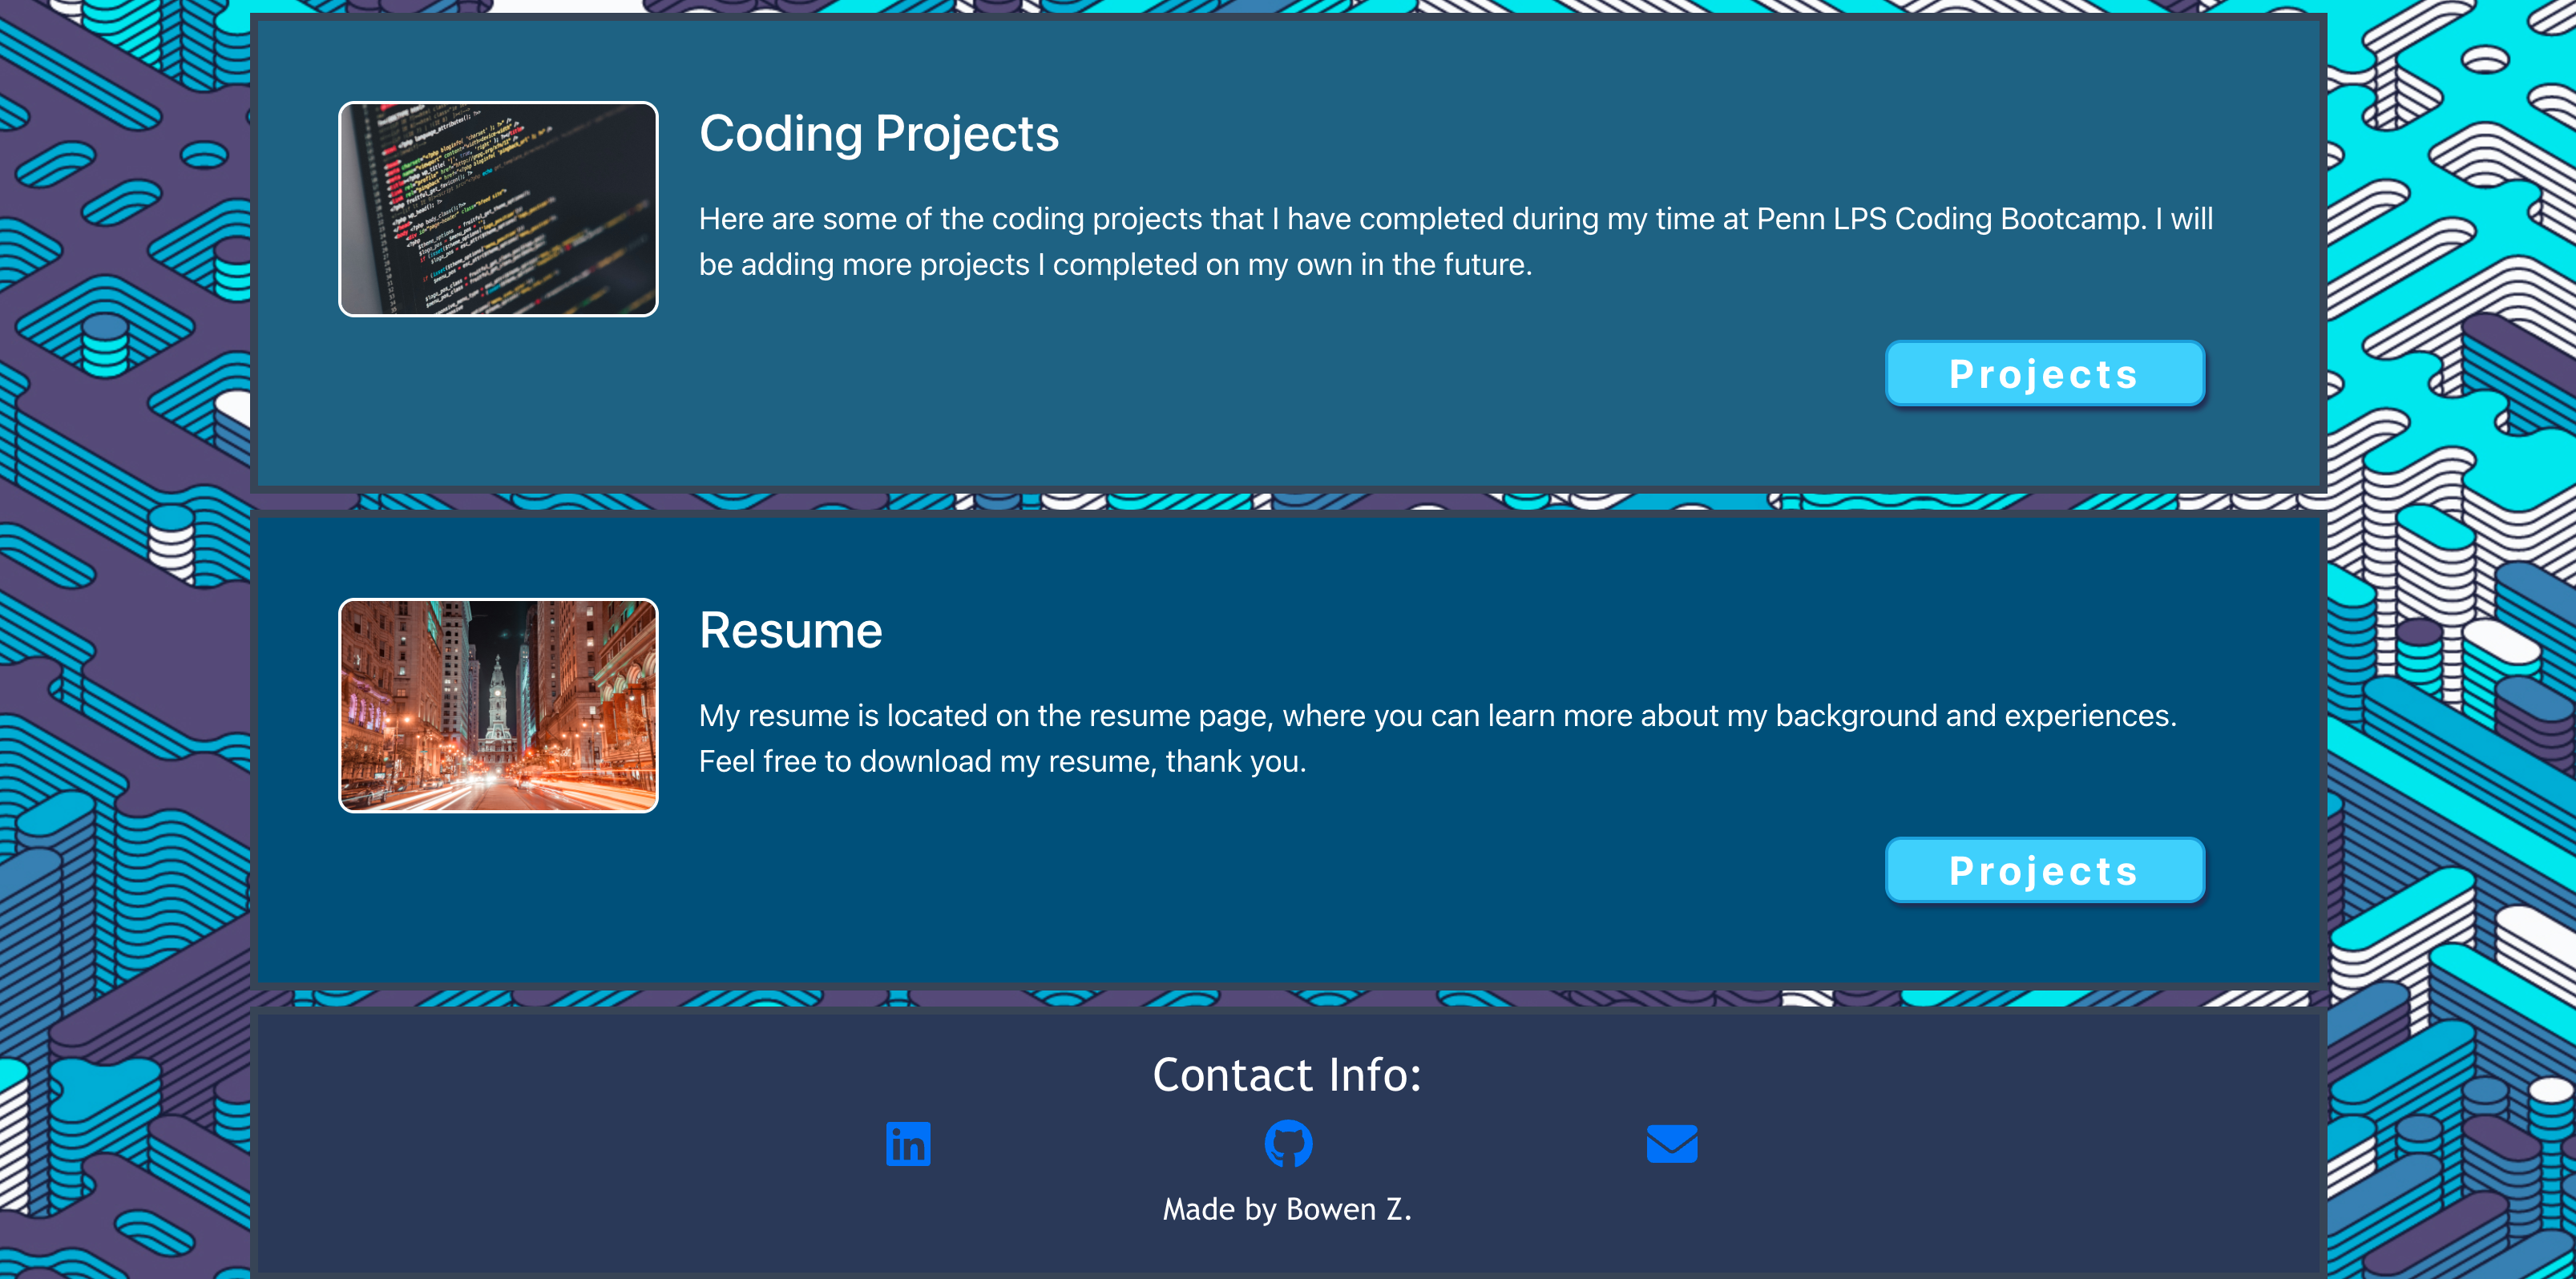 Coding Projects
Here are some of the coding projects that I have completed during my time at Penn LPS Coding Bootcamp. I will
be adding more projects I completed on my own in the future.
Projects
Resume
My resume is located on the resume page, where you can learn more about my background and experiences.
Feel free to download my resume, thank you.
Projects
Contact Info:
in
Made by Bowen Z.